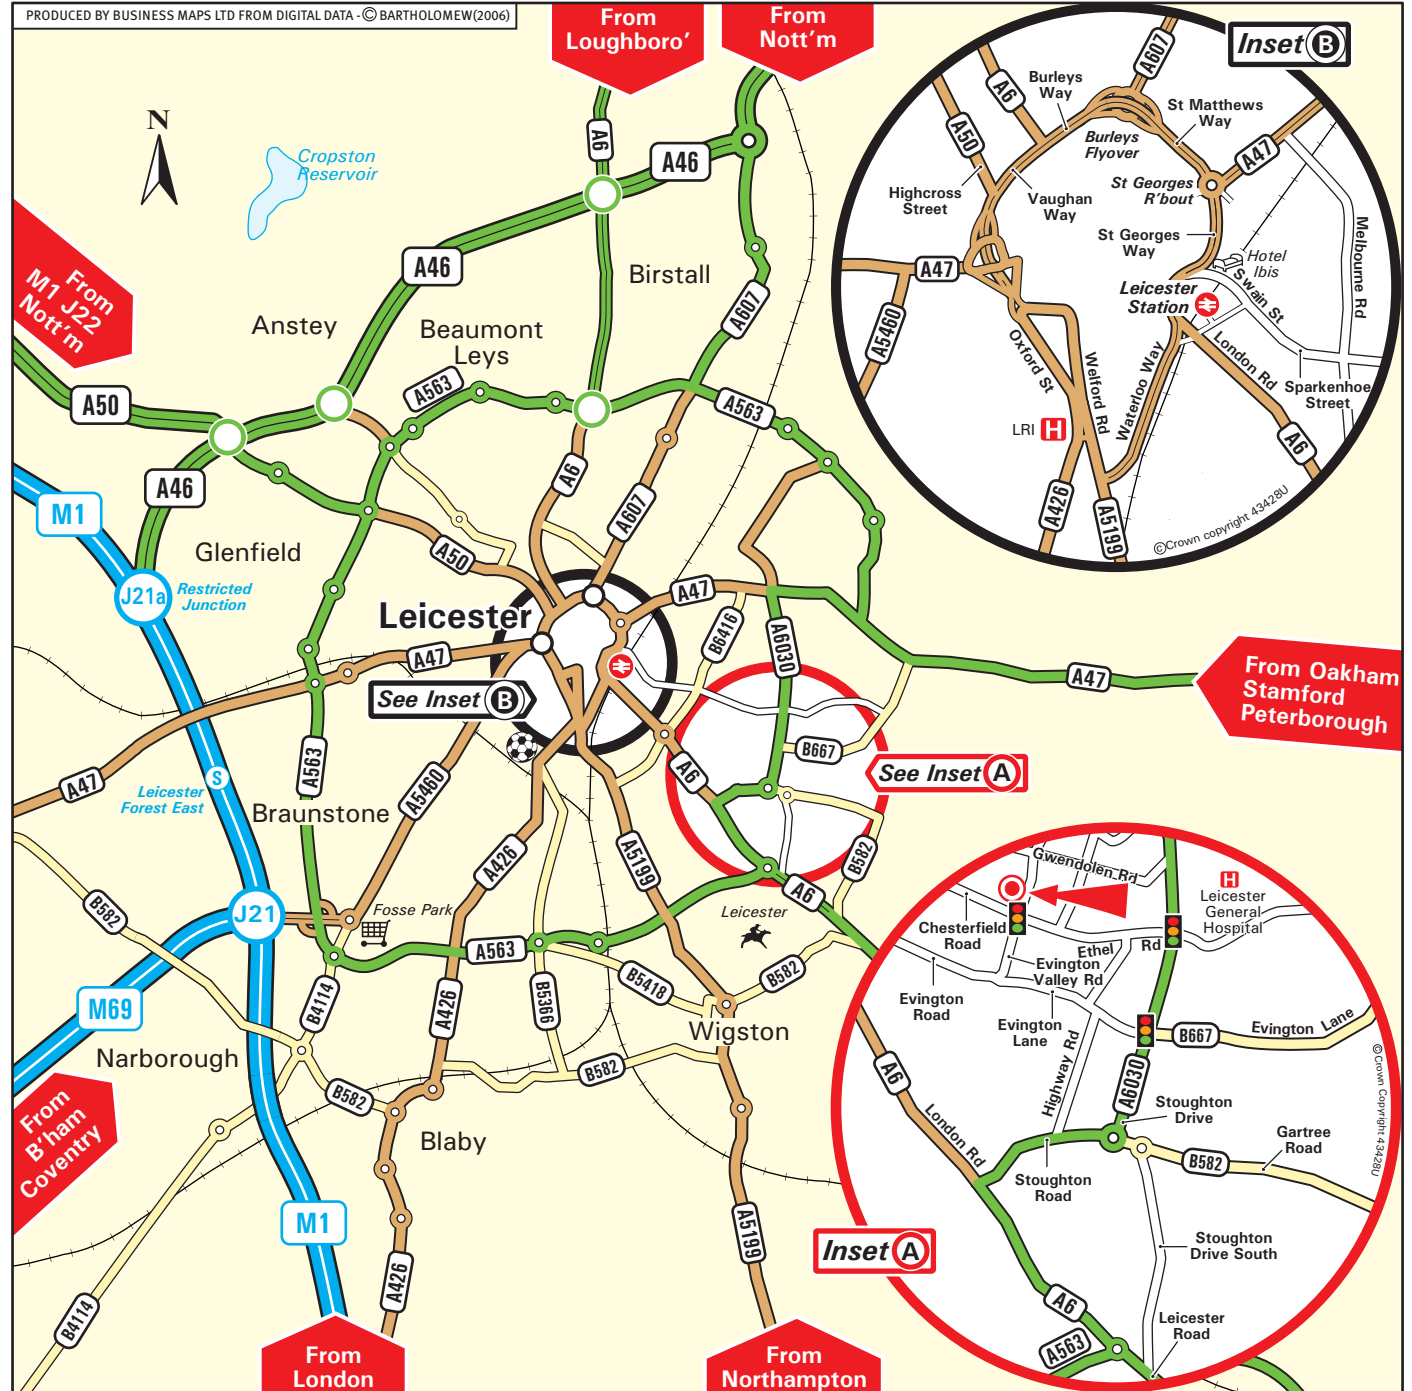 PRODUCED BY BUSINESS MAPS LTD FROM DIGITAL DATA - © BARTHOLOMEW(2006)
From
Loughboro'
From
Nott'm
N
Cropston
Reservoir
A6
A46
A46
Birstall
A607
Anstey
Beaumont
Leys
From
M1 J22
Nott'm
A50
A563
A563
A46
M1
A6
A607
A50
Glenfield
J21a
Restricted
Junction
Leicester
A47
A47
B6416
A6030
See Inset B
From Oakham
Stamford
Peterborough
A47
B667
See Inset A
A6
A563
A47
S
Leicester
Forest East
Braunstone
A5460
A426
A5199
B582
A6
B582
J21
Fosse Park
Leicester
A563
B5418
B582
M69
B4114
A426
B5366
Wigston
Narborough
B582
B582
Blaby
From
B'ham
Coventry
M1
A5199
A426
B4114
From
London
From
Northampton
Inset B
A607
Burleys
Way
A6
St Matthews
Way
A50
Burleys
Flyover
A47
St Georges
R'bout
Highcross
Street
Vaughan
Way
St Georges
Way
Melbourne Rd
Hotel
Ibis
A47
Swain St
Leicester
Station
A5460
Oxford St
London Rd
Welford Rd
Waterloo Way
Sparkenhoe
Street
LRI H
A6
A426
A5199
©Crown copyright 43428U
Gwendolen Rd
H
Leicester
General
Hospital
Chesterfield
Road
Ethel Rd
Evington
Valley Rd
Evington
Road
Evington
Lane
B667
Evington Lane
Highway Rd
A6030
©Crown Copyright 43428U
A6
Stoughton
Drive
London Rd
Gartree
Road
B582
Stoughton
Road
Stoughton
Drive South
Inset A
A6
Leicester
Road
A563